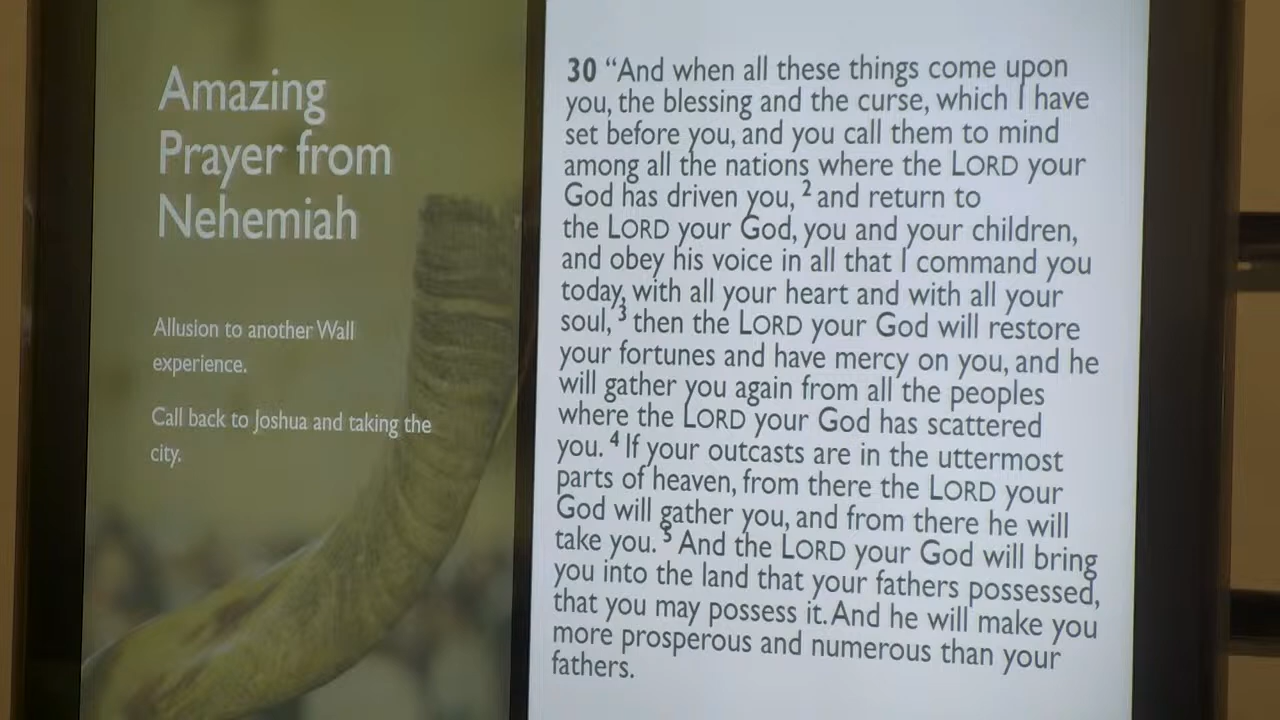 Amazing
Prayer from
Nehemiah
Allusion to another Wall
experience.
Call back to Joshua and taking the
city.
30 “And when all these things come upon
you, the blessing and the curse, which I have
set before you, and you call them to mind
among all the nations where the LORD your
God has driven you, 2 and return to
the LORD your God, you and your children,
and obey his voice in all that I command you
today, with all your heart and with all your
soul, 3 then the LORD your God will restore
your fortunes and have mercy on you, and he
will gather you again from all the peoples
where the LORD your God has scattered
you. 4 If your outcasts are in the uttermost
parts of heaven, from there the LORD your
God will gather you, and from there he will
take you. 5 And the LORD your God will bring
you into the land that your fathers possessed,
that you may possess it. And he will make you
more prosperous and numerous than your
fathers.